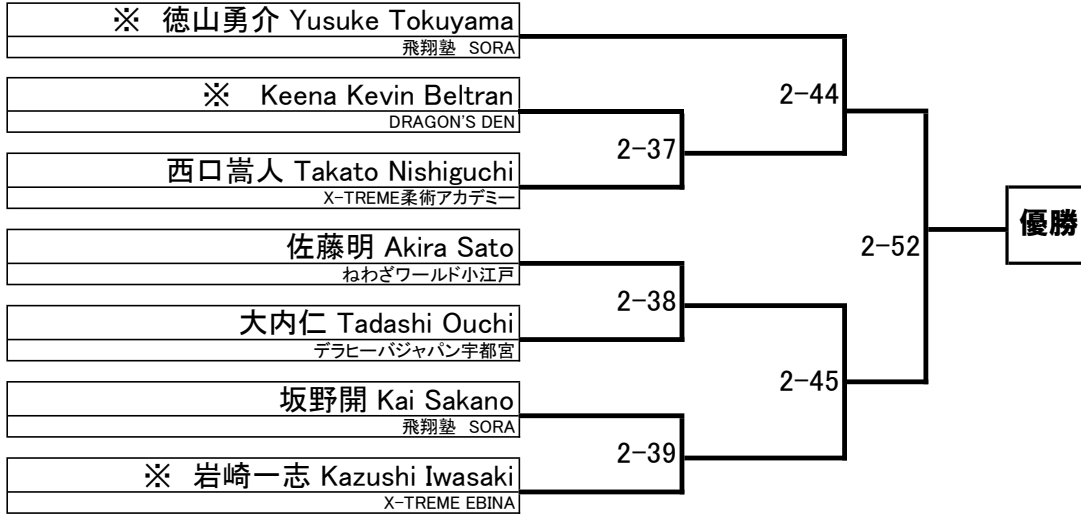 ※ 徳山勇介 Yusuke Tokuyama
飛翔塾 SORA
※ Keena Kevin Beltran
DRAGON'S DEN
西口嵩人 Takato Nishiguchi
X-TREME柔術アカデミー
佐藤明 Akira Sato
ねわざワールド小江戸
大内仁 Tadashi Ouchi
デラヒーバジャパン宇都宮
坂野開 Kai Sakano
飛翔塾 SORA
※ 岩崎一志 Kazushi Iwasaki
X-TREME EBINA
2-37
2-38
2-39
2-44
2-45
2-52
優勝